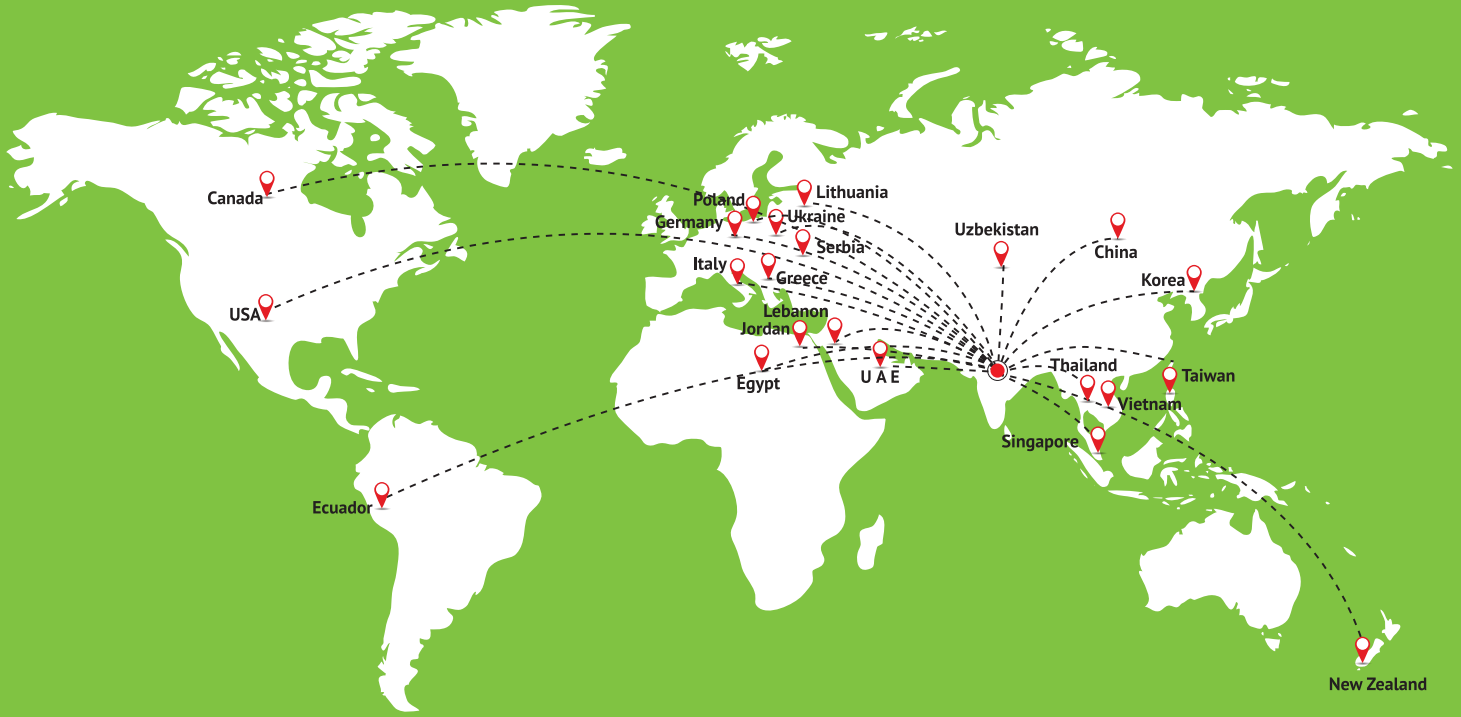 Canada
Poland
Lithuania
Germany
Ukraine
Serbia
Uzbekistan
China
Italy
Greece
Korea
USA
Lebanon
Jordan
Egypt
U A E
Thailand
Taiwan
Vietnam
Singapore
Ecuador
New Zealand